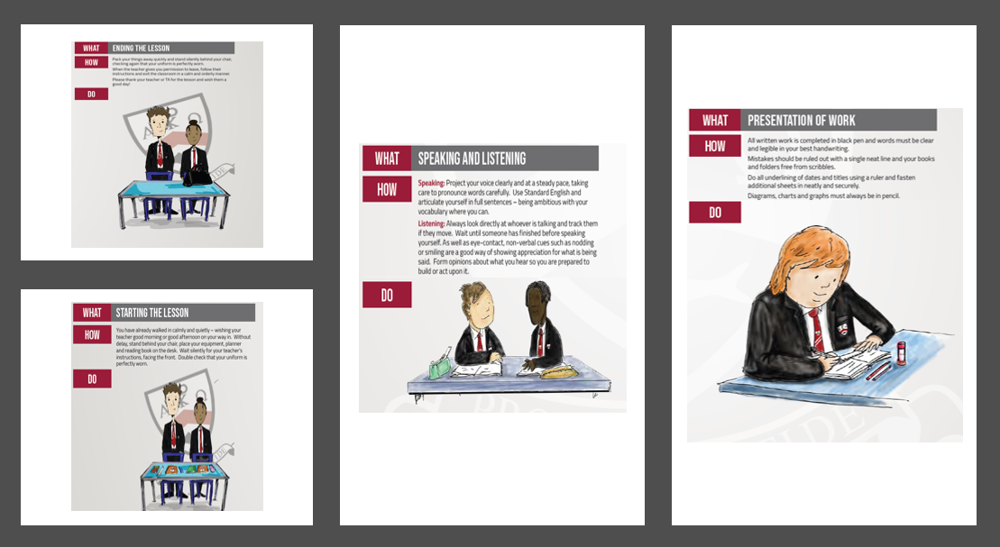 WHAT ENDING THE LESSON
HOW
Pack your things away quickly and stand silently behind your chair,
checking again that your uniform is perfectly worn.
When the teacher gives you permission to leave, follow their
instructions and exit the classroom in a calm and orderly manner.
Please thank your teacher or TA for the lesson and wish them a
good day!
DO
WHAT STARTING THE LESSON
HOW
You have already walked in calmly and quietly – wishing your
teacher good morning or good afternoon on your way in. Without
delay, stand behind your chair, place your equipment, planner
and reading book on the desk. Wait silently for your teacher's
instructions, facing the front. Double check that your uniform is
perfectly worn.
DO
WHAT SPEAKING AND LISTENING
HOW
Speaking: Project your voice clearly and at a steady pace, taking
care to pronounce words carefully. Use Standard English and
articulate yourself in full sentences – being ambitious with your
vocabulary where you can.
Listening: Always look directly at whoever is talking and track them
if they move. Wait until someone has finished before speaking
yourself. As well as eye-contact, non-verbal cues such as nodding
or smiling are a good way of showing appreciation for what is being
said. Form opinions about what you hear so you are prepared to
build or act upon it.
DO
WHAT PRESENTATION OF WORK
HOW
All written work is completed in black pen and words must be clear
and legible in your best handwriting.
Mistakes should be ruled out with a single neat line and your books
and folders free from scribbles.
Do all underlining of dates and titles using a ruler and fasten
additional sheets in neatly and securely.
Diagrams, charts and graphs must always be in pencil.
DO